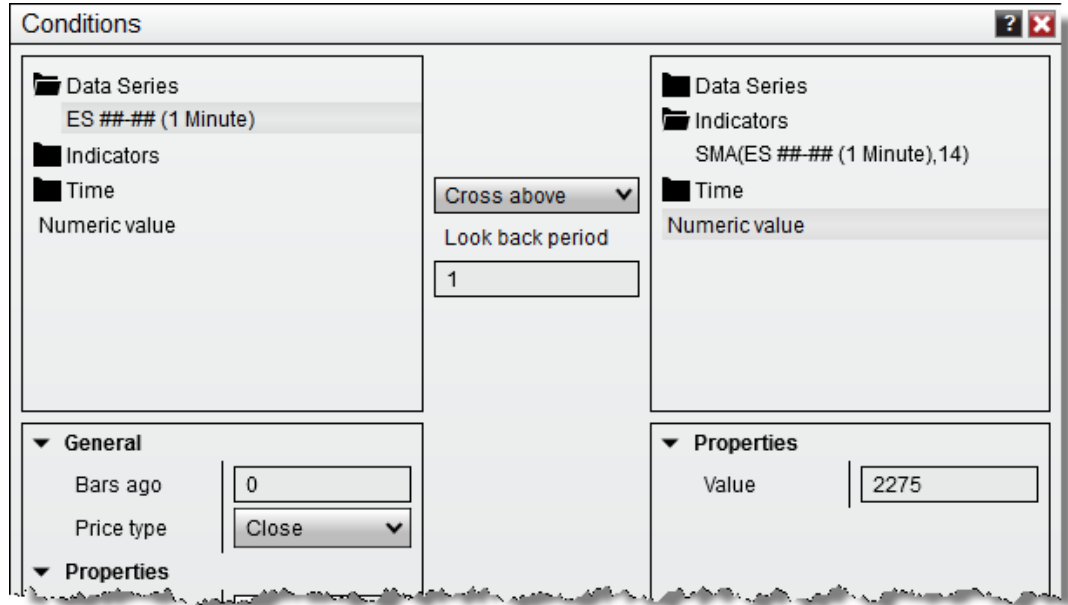 Conditions
?
Data Series
ES ##-## (1 Minute)
Indicators
Time
Numeric value
Cross above
Look back period
1
Data Series
Indicators
SMA(ES ##-## (1 Minute),14)
Time
Numeric value
General
Bars ago 0
Price type Close
Properties
Properties
Value 2275